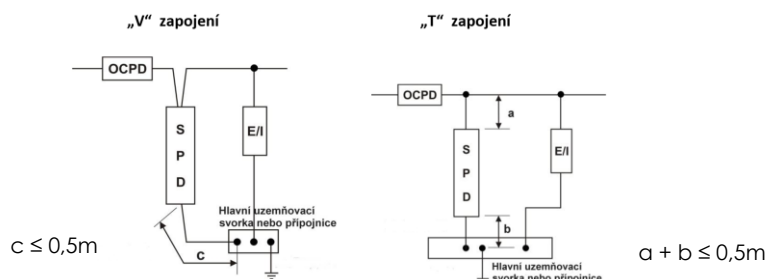 „V“ zapojení
„T“ zapojení
OCPD
S
P
D
E/I
Hlavní uzemňovací
svorka nebo přípojnice
c
c ≤ 0,5m
OCPD
a
S
P
D
E/I
b
Hlavní uzemňovací
svorka nebo přípojnice
a + b ≤ 0,5m